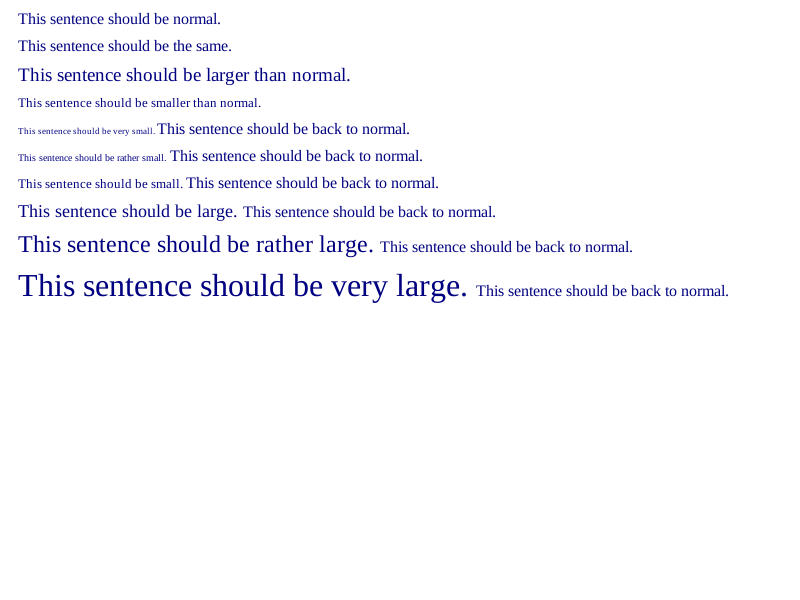 This sentence should be normal.
This sentence should be the same.
This sentence should be larger than normal.
This sentence should be smaller than normal.
This sentence should be very small. This sentence should be back to normal.
This sentence should be rather small. This sentence should be back to normal.
This sentence should be small. This sentence should be back to normal.
This sentence should be large. This sentence should be back to normal.
This sentence should be rather large. This sentence should be back to normal.
This sentence should be very large. This sentence should be back to normal.